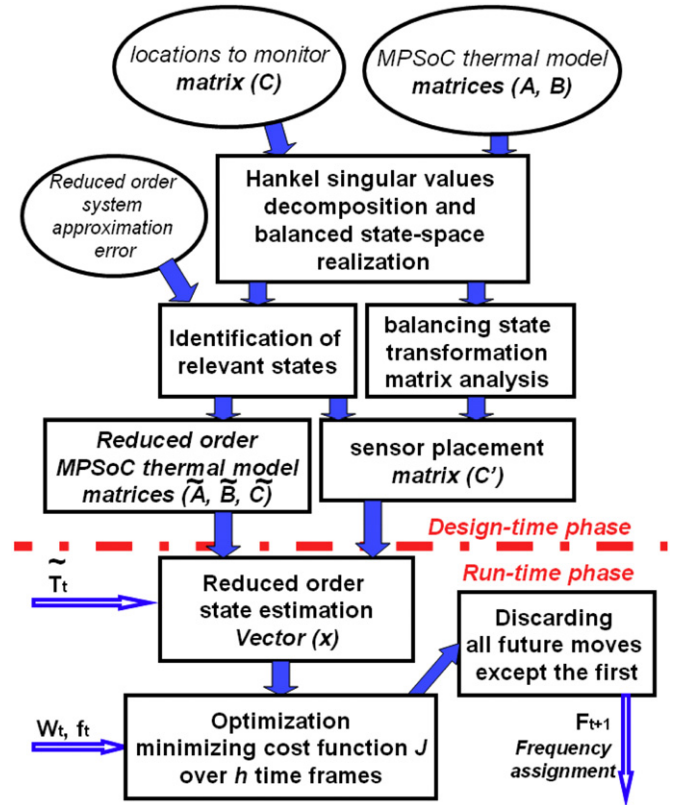 locations to monitor
matrix (C)
MPSoC thermal model
matrices (A, B)
Reduced order
system
approximation
error
Hankel singular values
decomposition and
balanced state-space
realization
Identification of
relevant states
balancing state
transformation
matrix analysis
Reduced order
MPSoC thermal model
matrices (Ã, B̃, C̃)
sensor placement
matrix (C')
Design-time phase
Run-time phase
T̃t
Reduced order
state estimation
Vector (x)
Discarding
all future moves
except the first
Wt, ft
Optimization
minimizing cost function J
over h time frames
Ft+1
Frequency
assignment